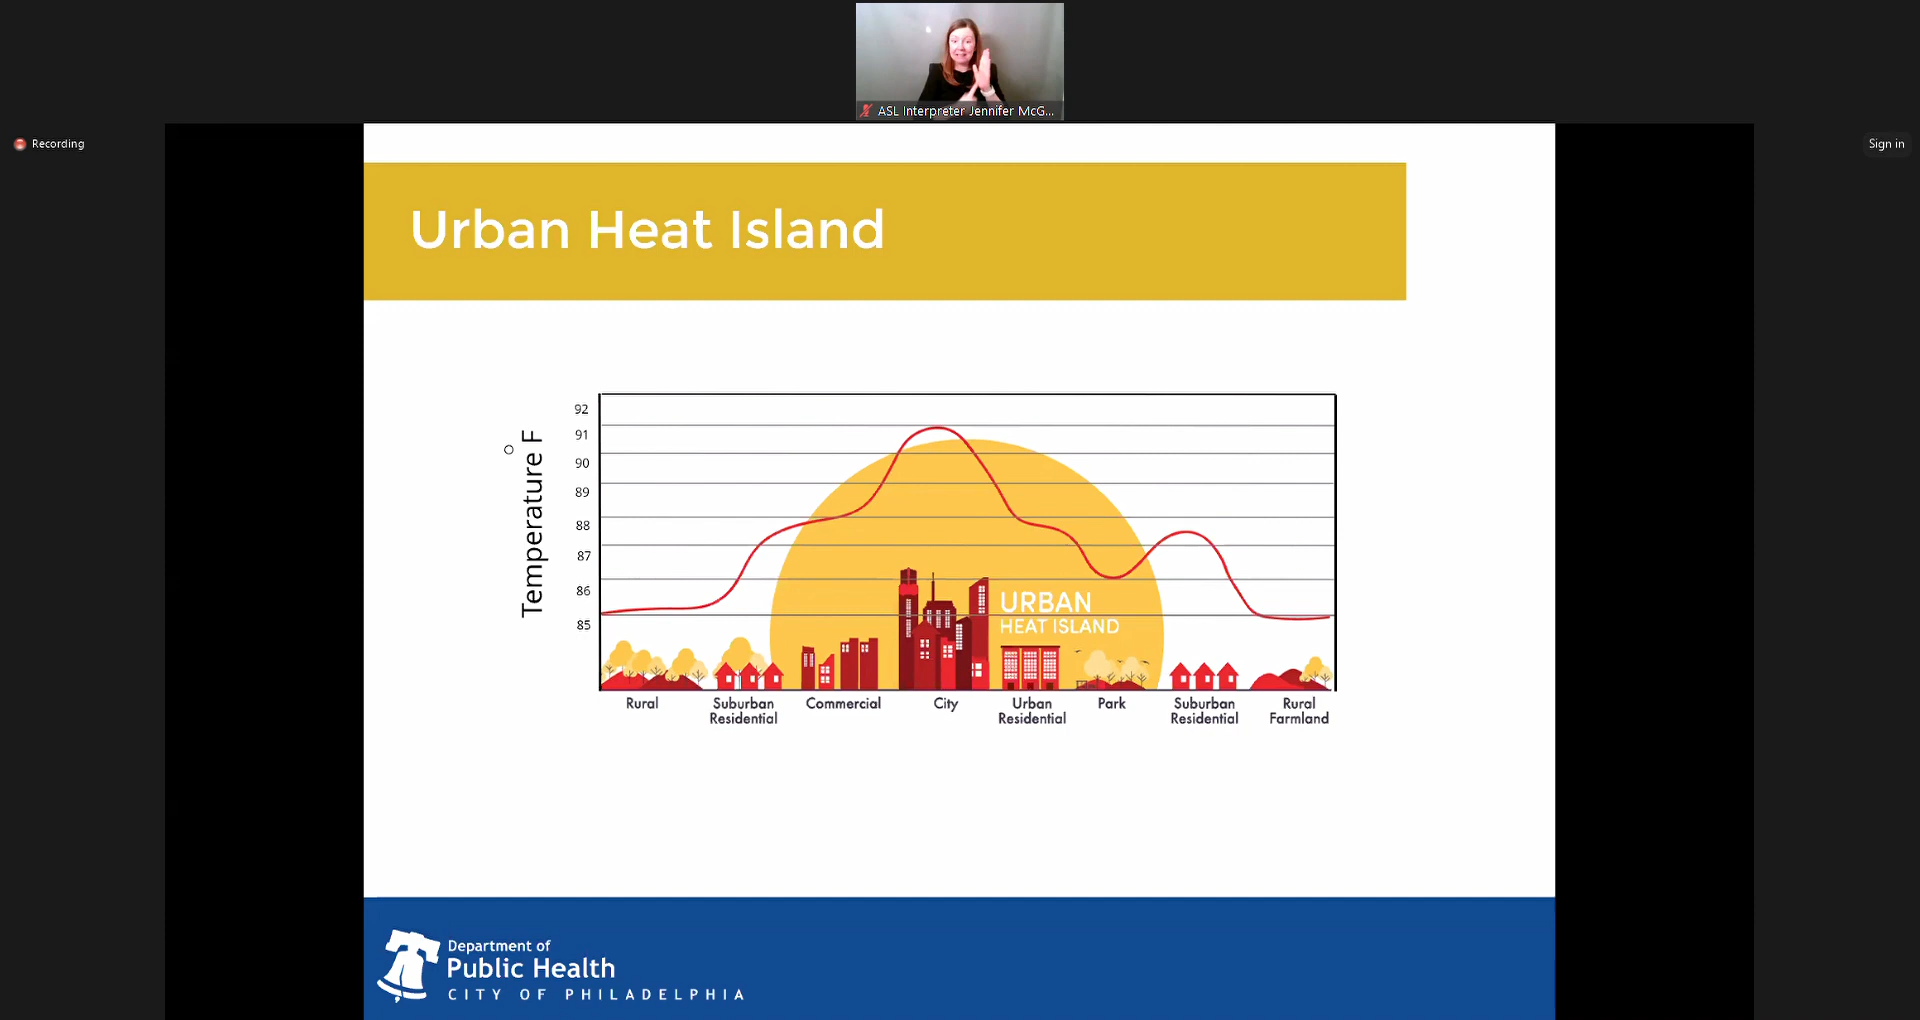 ASL Interpreter Jennifer McG...
Recording
Sign in
Urban Heat Island
Temperature °F
92
91
90
89
88
87
86
85
URBAN
HEAT ISLAND
Rural
Suburban
Residential
Commercial
City
Urban
Residential
Park
Suburban
Residential
Rural
Farmland
Department of
Public Health
CITY OF PHILADELPHIA